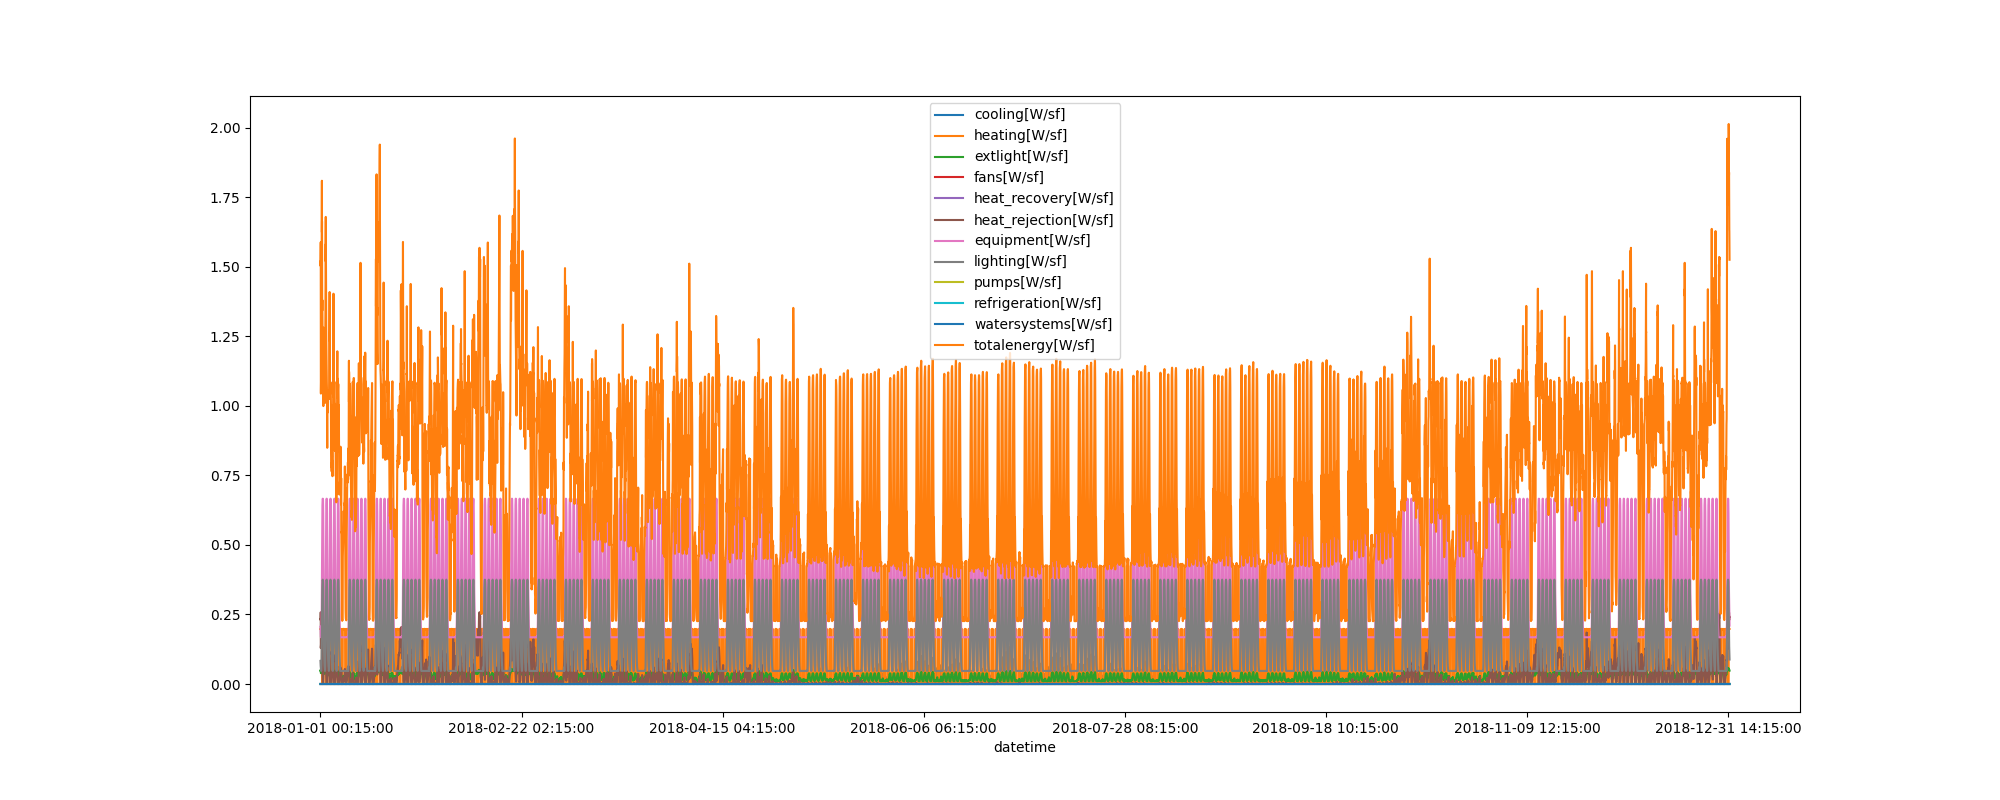 2.00
1.75
1.50
1.25
1.00
0.75
0.50
0.25
0.00
cooling[W/sf]
heating[W/sf]
extlight[W/sf]
fans[W/sf]
heat_recovery[W/sf]
heat_rejection[W/sf]
equipment[W/sf]
lighting[W/sf]
pumps[W/sf]
refrigeration[W/sf]
watersystems[W/sf]
totalenergy[W/sf]
2018-01-01 00:15:00
2018-02-22 02:15:00
2018-04-15 04:15:00
2018-06-06 06:15:00
2018-07-28 08:15:00
2018-09-18 10:15:00
2018-11-09 12:15:00
2018-12-31 14:15:00
datetime